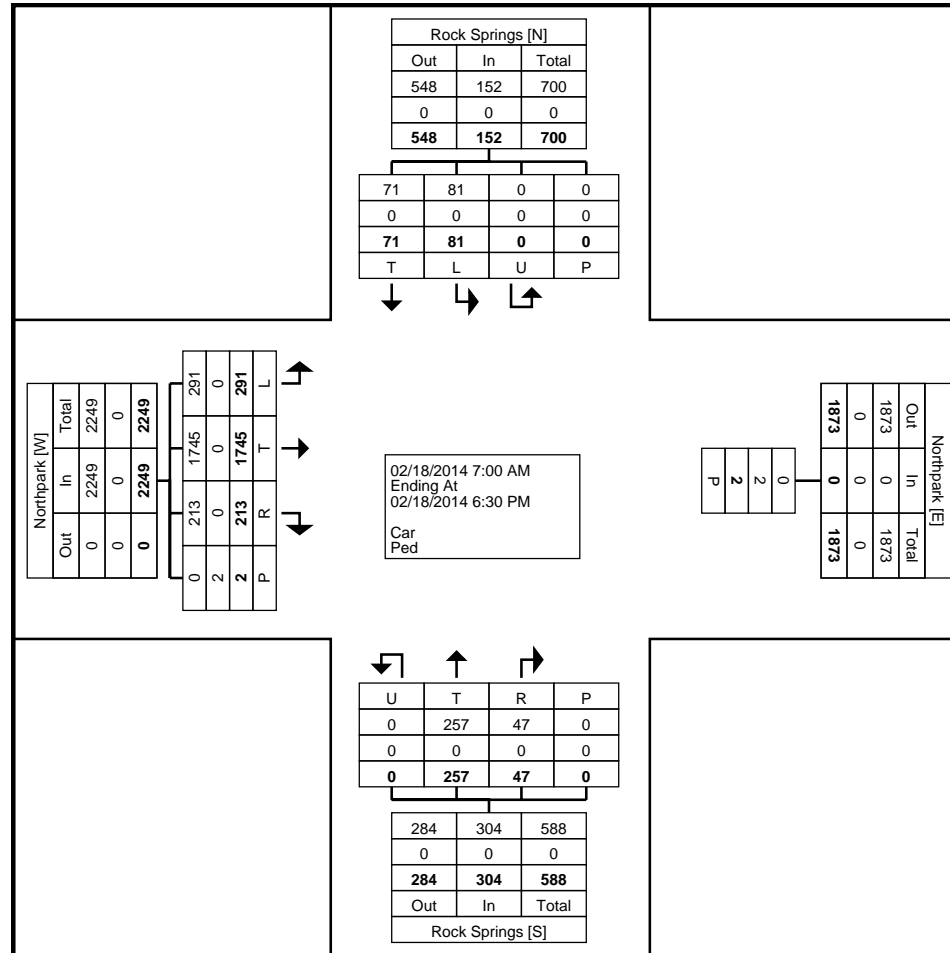 Rock Springs [N]
Out In Total
548 152 700
0 0 0
548 152 700
71 81 0 0
0 0 0 0
71 81 0 0
T L U P
Northpark [W]
Total 2249 0 2249
In 2249 0 2249
Out 0 0 0
291 0 291 L
1745 0 1745 T
213 0 213 R
0 2 2 P
02/18/2014 7:00 AM
Ending At
02/18/2014 6:30 PM
Car
Ped
0
2
2
P
Northpark [E]
Out In Total
1873 0 1873
0 0 0
1873 0 1873
U T R P
0 257 47 0
0 0 0 0
0 257 47 0
284 304 588
0 0 0
284 304 588
Out In Total
Rock Springs [S]